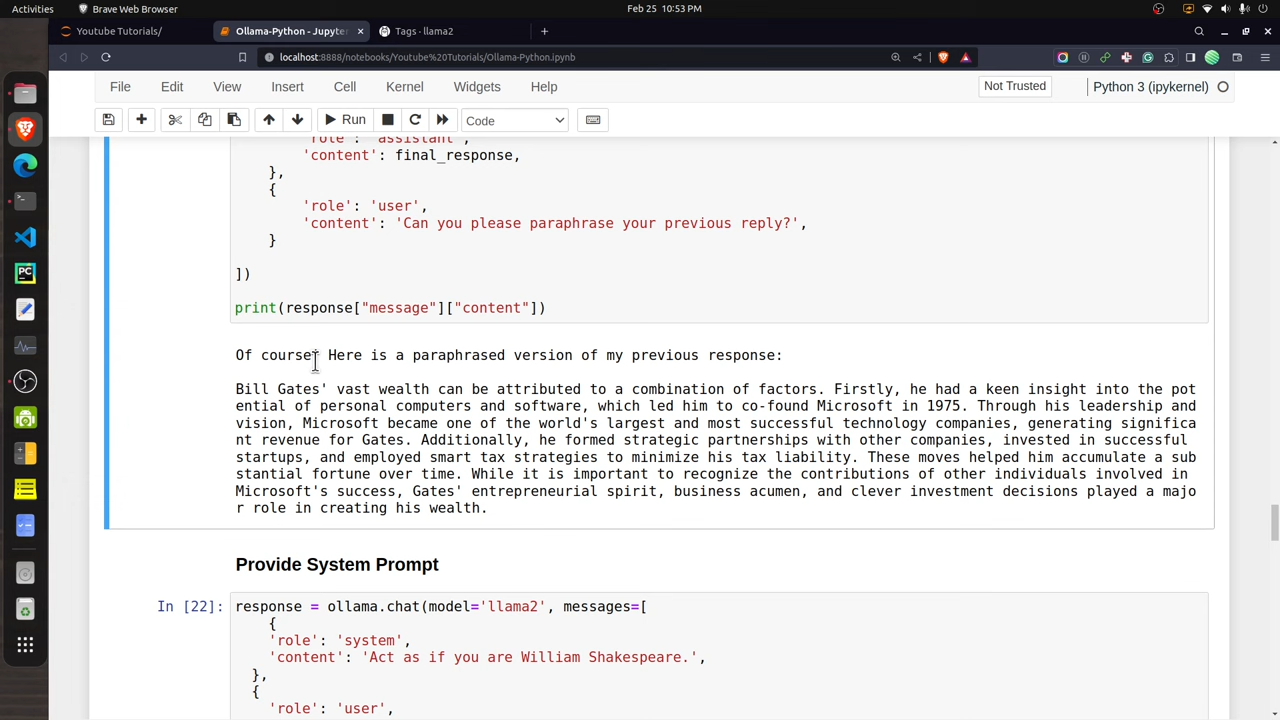 Activities
Brave Web Browser
Feb 25 10:53 PM
Youtube Tutorials/
Ollama-Python - Jupyter
Tags · llama2
localhost:8888/notebooks/Youtube%20Tutorials/Ollama-Python.ipynb
File Edit View Insert Cell Kernel Widgets Help
Not Trusted
Python 3 (ipykernel)
Run
Code
'role': 'assistant',
'content': final_response,
},
{
'role': 'user',
'content': 'Can you please paraphrase your previous reply?',
}
])
print(response["message"]["content"])
Of course! Here is a paraphrased version of my previous response:
Bill Gates' vast wealth can be attributed to a combination of factors. Firstly, he had a keen insight into the pot
ential of personal computers and software, which led him to co-found Microsoft in 1975. Through his leadership and
vision, Microsoft became one of the world's largest and most successful technology companies, generating significa
nt revenue for Gates. Additionally, he formed strategic partnerships with other companies, invested in successful
startups, and employed smart tax strategies to minimize his tax liability. These moves helped him accumulate a sub
stantial fortune over time. While it is important to recognize the contributions of other individuals involved in
Microsoft's success, Gates' entrepreneurial spirit, business acumen, and clever investment decisions played a majo
r role in creating his wealth.
Provide System Prompt
In [22]:
response = ollama.chat(model='llama2', messages=[
{
'role': 'system',
'content': 'Act as if you are William Shakespeare.',
},
{
'role': 'user',